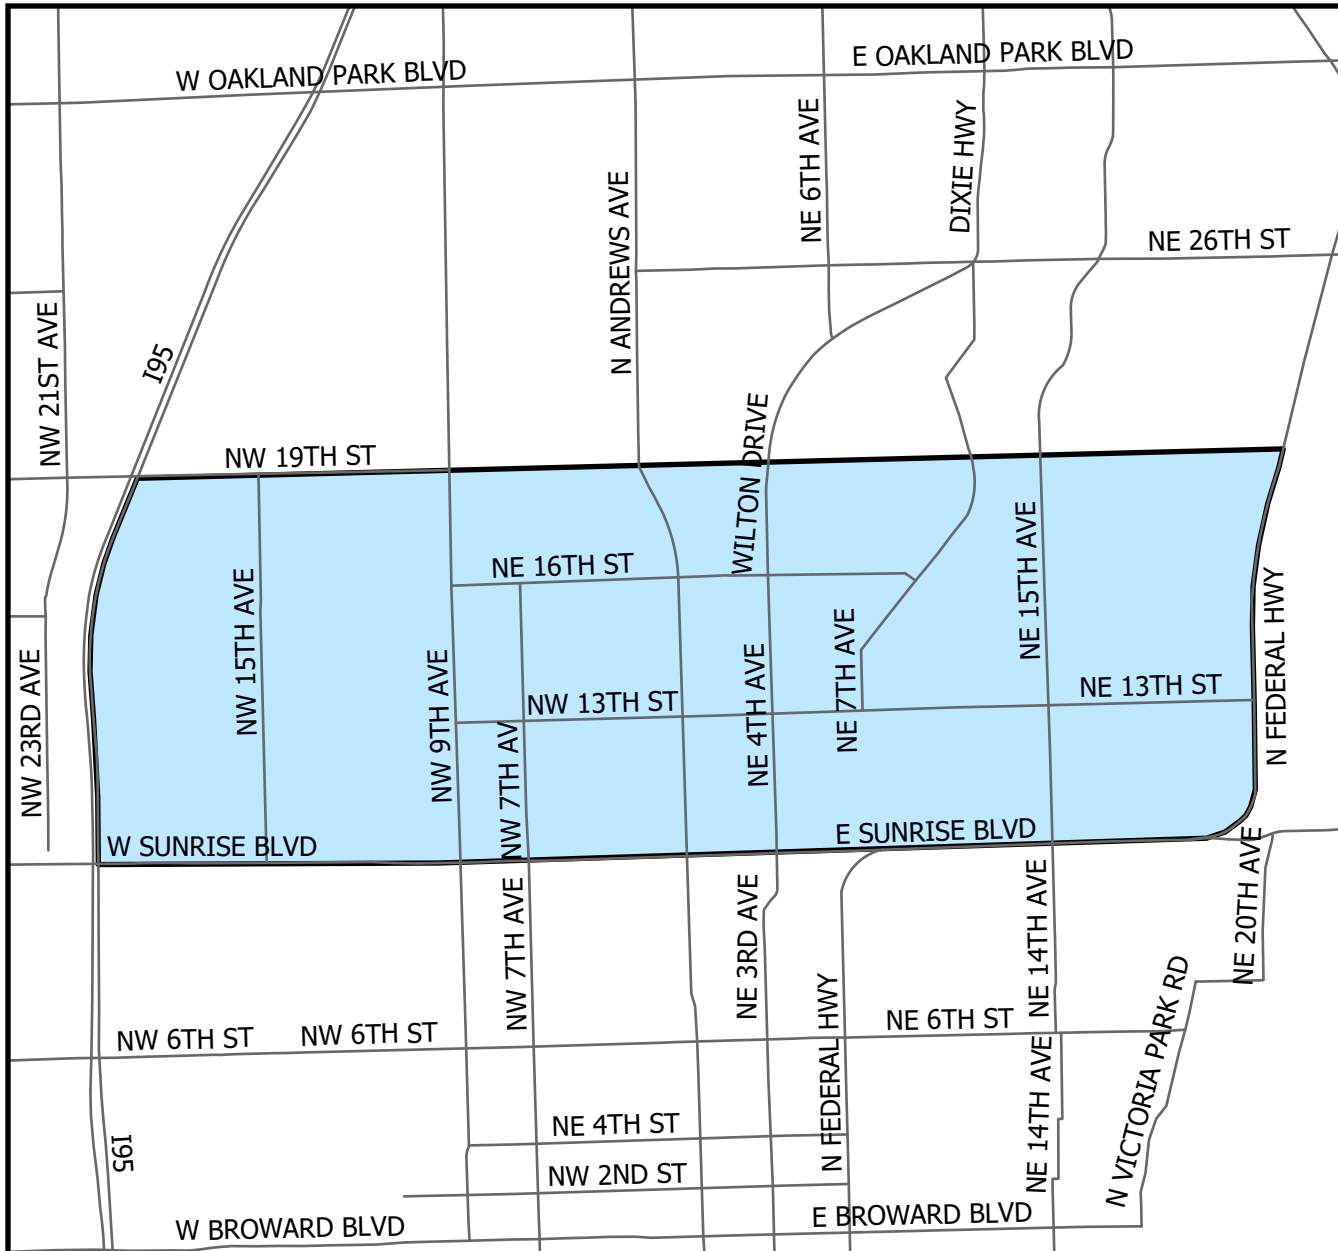 W OAKLAND PARK BLVD
E OAKLAND PARK BLVD
NE 6TH AVE
DIXIE HWY
N ANDREWS AVE
NE 26TH ST
NW 21ST AVE
I95
WILTON DRIVE
NW 19TH ST
NE 16TH ST
NE 15TH AVE
NW 15TH AVE
N FEDERAL HWY
NE 7TH AVE
NW 23RD AVE
NW 9TH AVE
NE 4TH AVE
NW 13TH ST
NE 13TH ST
NW 7TH AV
W SUNRISE BLVD
E SUNRISE BLVD
NE 20TH AVE
NW 7TH AVE
NE 3RD AVE
NE 14TH AVE
N FEDERAL HWY
N VICTORIA PARK RD
NW 6TH ST
NW 6TH ST
NE 6TH ST
NE 14TH AVE
NE 4TH ST
I95
NW 2ND ST
W BROWARD BLVD
E BROWARD BLVD